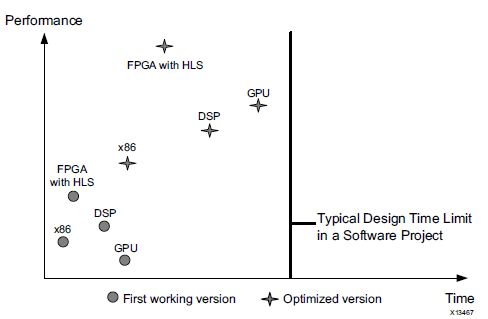 Performance
FPGA with HLS
GPU
DSP
x86
FPGA
with HLS
DSP
x86
GPU
Typical Design Time Limit
in a Software Project
Time
First working version
Optimized version
X13467